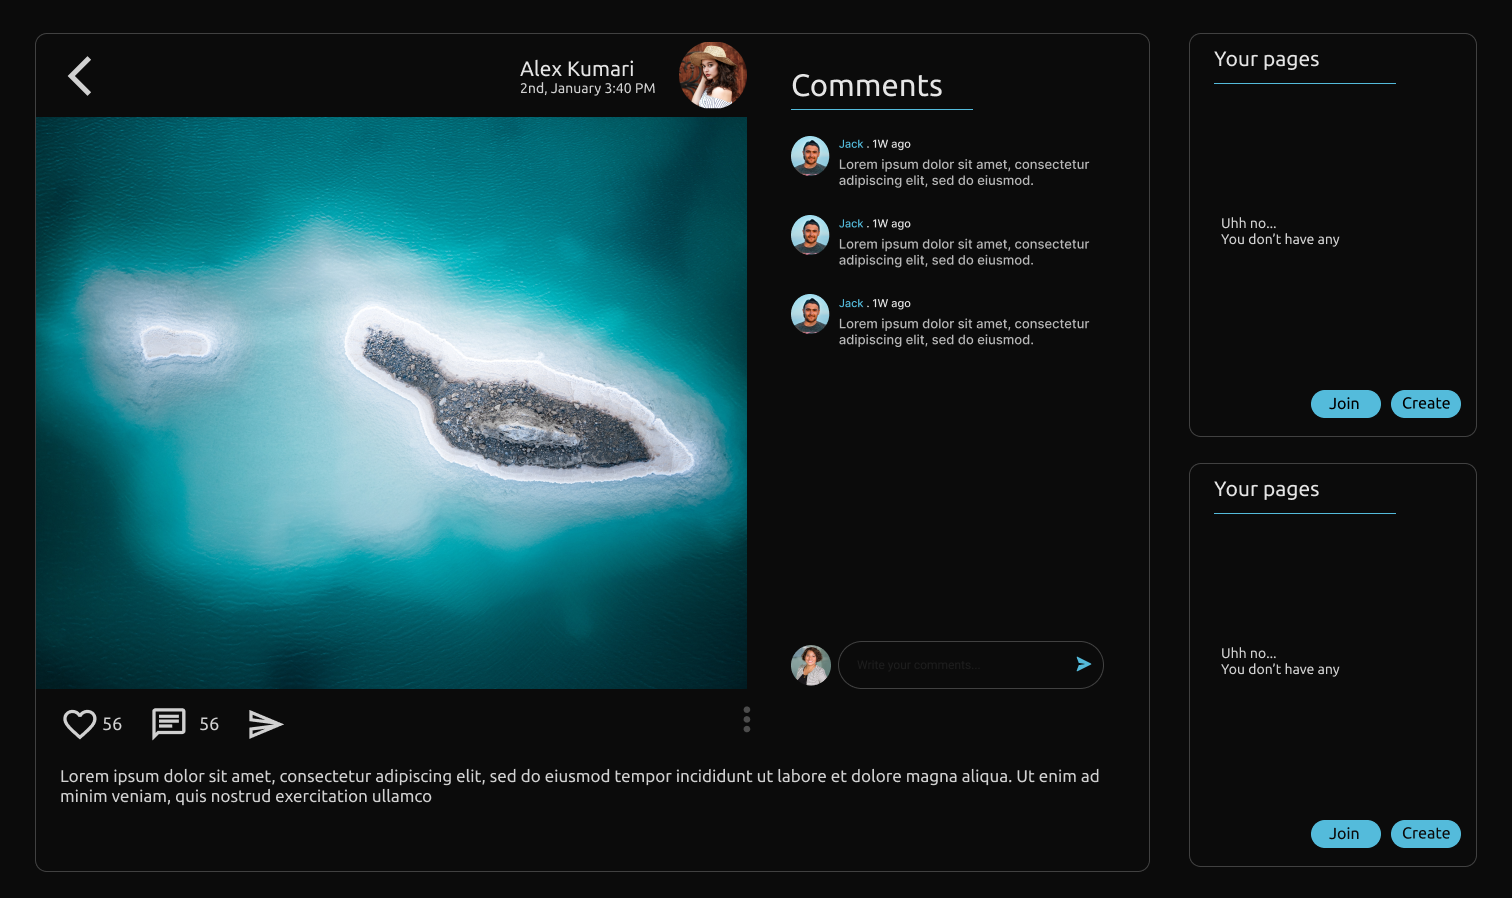 Alex Kumari
2nd, January 3:40 PM
Comments
Jack . 1W ago
Lorem ipsum dolor sit amet, consectetur
adipiscing elit, sed do eiusmod.
Jack . 1W ago
Lorem ipsum dolor sit amet, consectetur
adipiscing elit, sed do eiusmod.
Jack . 1W ago
Lorem ipsum dolor sit amet, consectetur
adipiscing elit, sed do eiusmod.
Write your comments...
56
56
Lorem ipsum dolor sit amet, consectetur adipiscing elit, sed do eiusmod tempor incididunt ut labore et dolore magna aliqua. Ut enim ad
minim veniam, quis nostrud exercitation ullamco
Your pages
Uhh no...
You don't have any
Join
Create
Your pages
Uhh no...
You don't have any
Join
Create